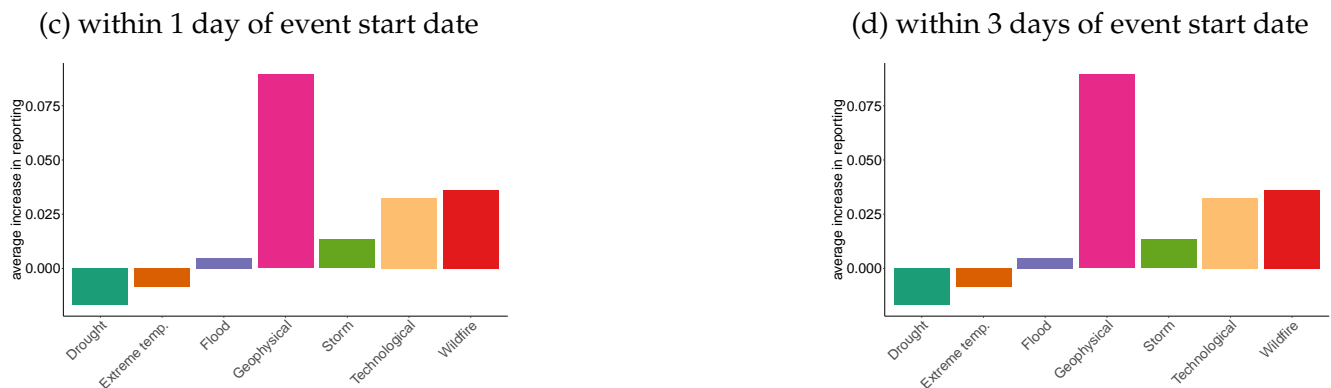 (c) within 1 day of event start date
average increase in reporting
0.075
0.050
0.025
0.000
Drought
Extreme temp.
Flood
Geophysical
Storm
Technological
Wildfire
(d) within 3 days of event start date
average increase in reporting
0.075
0.050
0.025
0.000
Drought
Extreme temp.
Flood
Geophysical
Storm
Technological
Wildfire